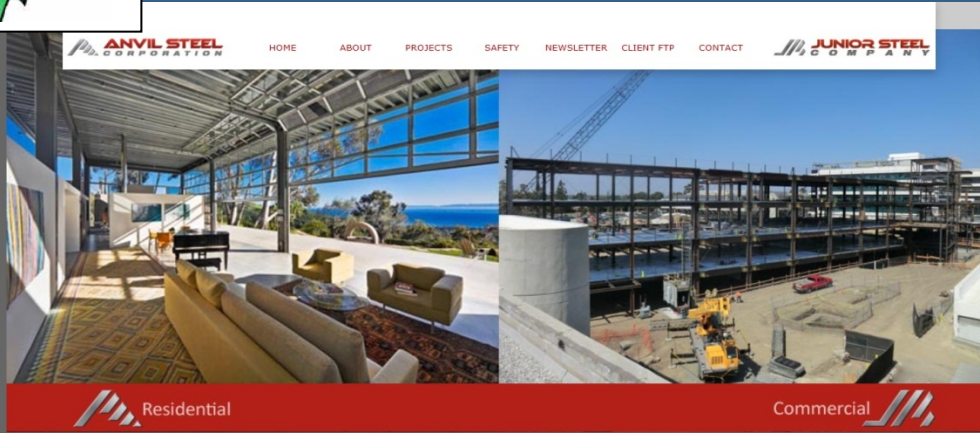 ANVIL STEEL
CORPORATION
HOME ABOUT PROJECTS SAFETY NEWSLETTER CLIENT FTP CONTACT
JUNIOR STEEL
COMPANY
Residential
Commercial